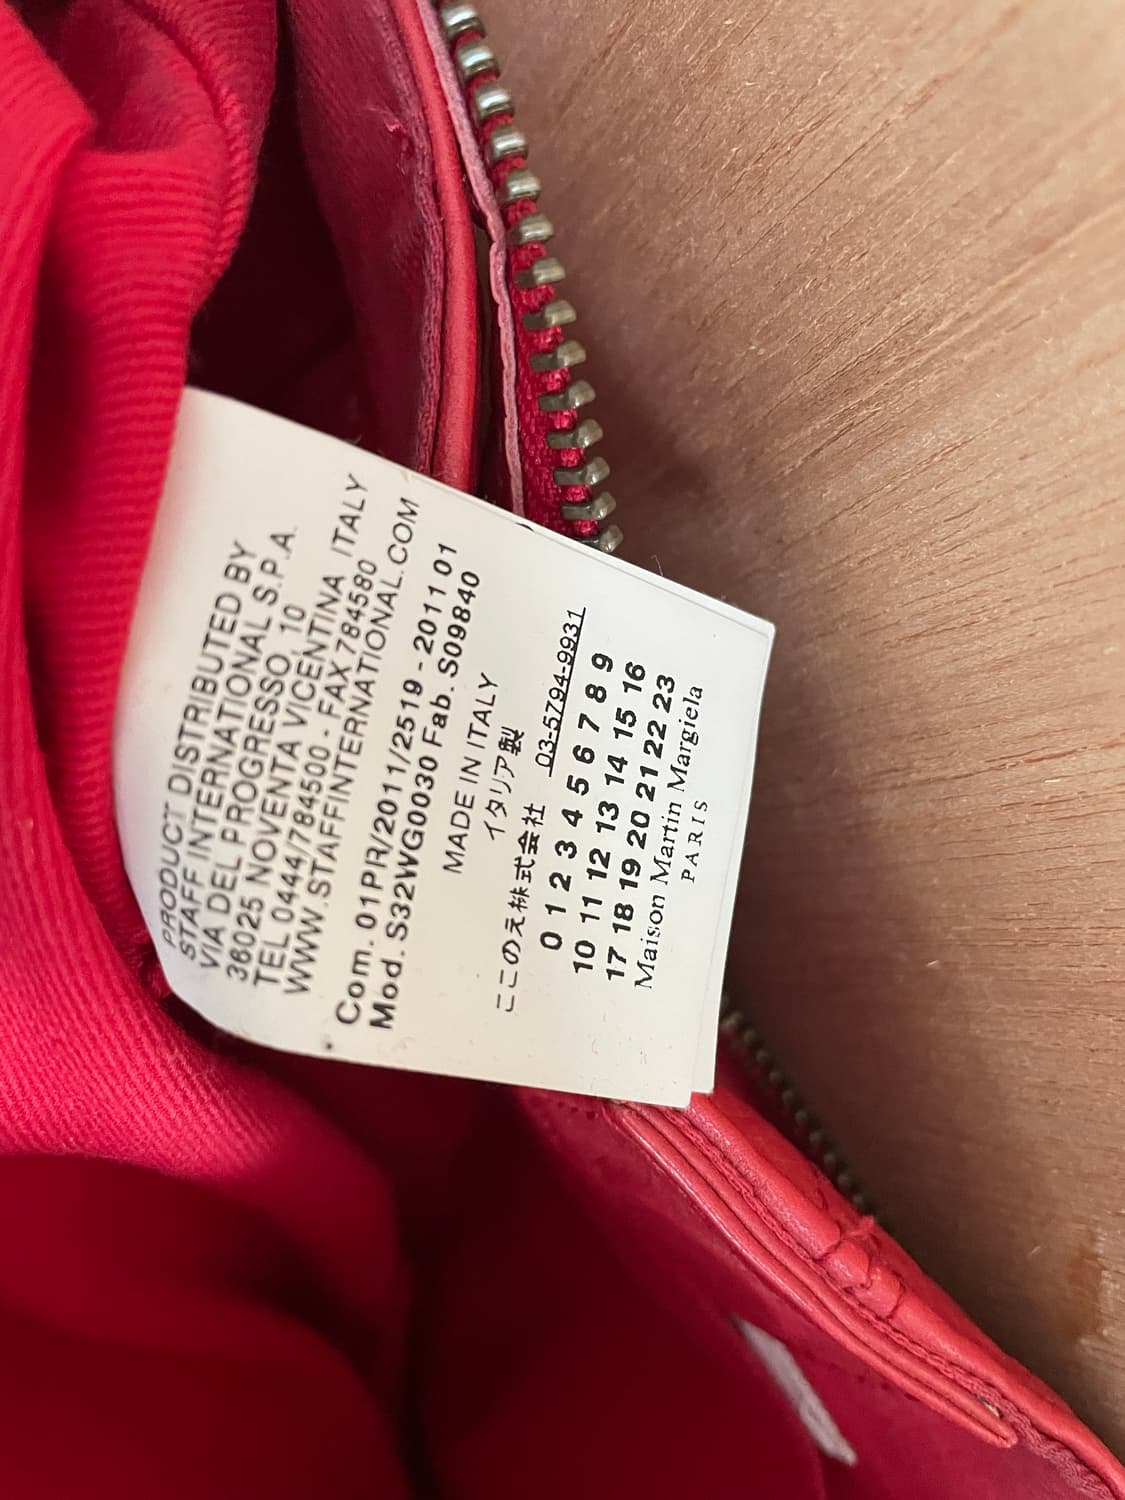 PRODUCT DISTRIBUTED BY
STAFF INTERNATIONAL S.P.A.
VIA DEL PROGRESSO, 10
36025 NOVENTA VICENTINA ITALY
TEL 0444/784500 - FAX 784580
WWW.STAFFINTERNATIONAL.COM
Com. 01PR/2011/2519 - 2011 01
Mod. S32WG0030 Fab. S09840
MADE IN ITALY
イタリア製
ここのえ株式会社 03-5794-9931
0 1 2 3 4 5 6 7 8 9
10 11 12 13 14 15 16
17 18 19 20 21 22 23
Maison Martin Margiela
PARIS